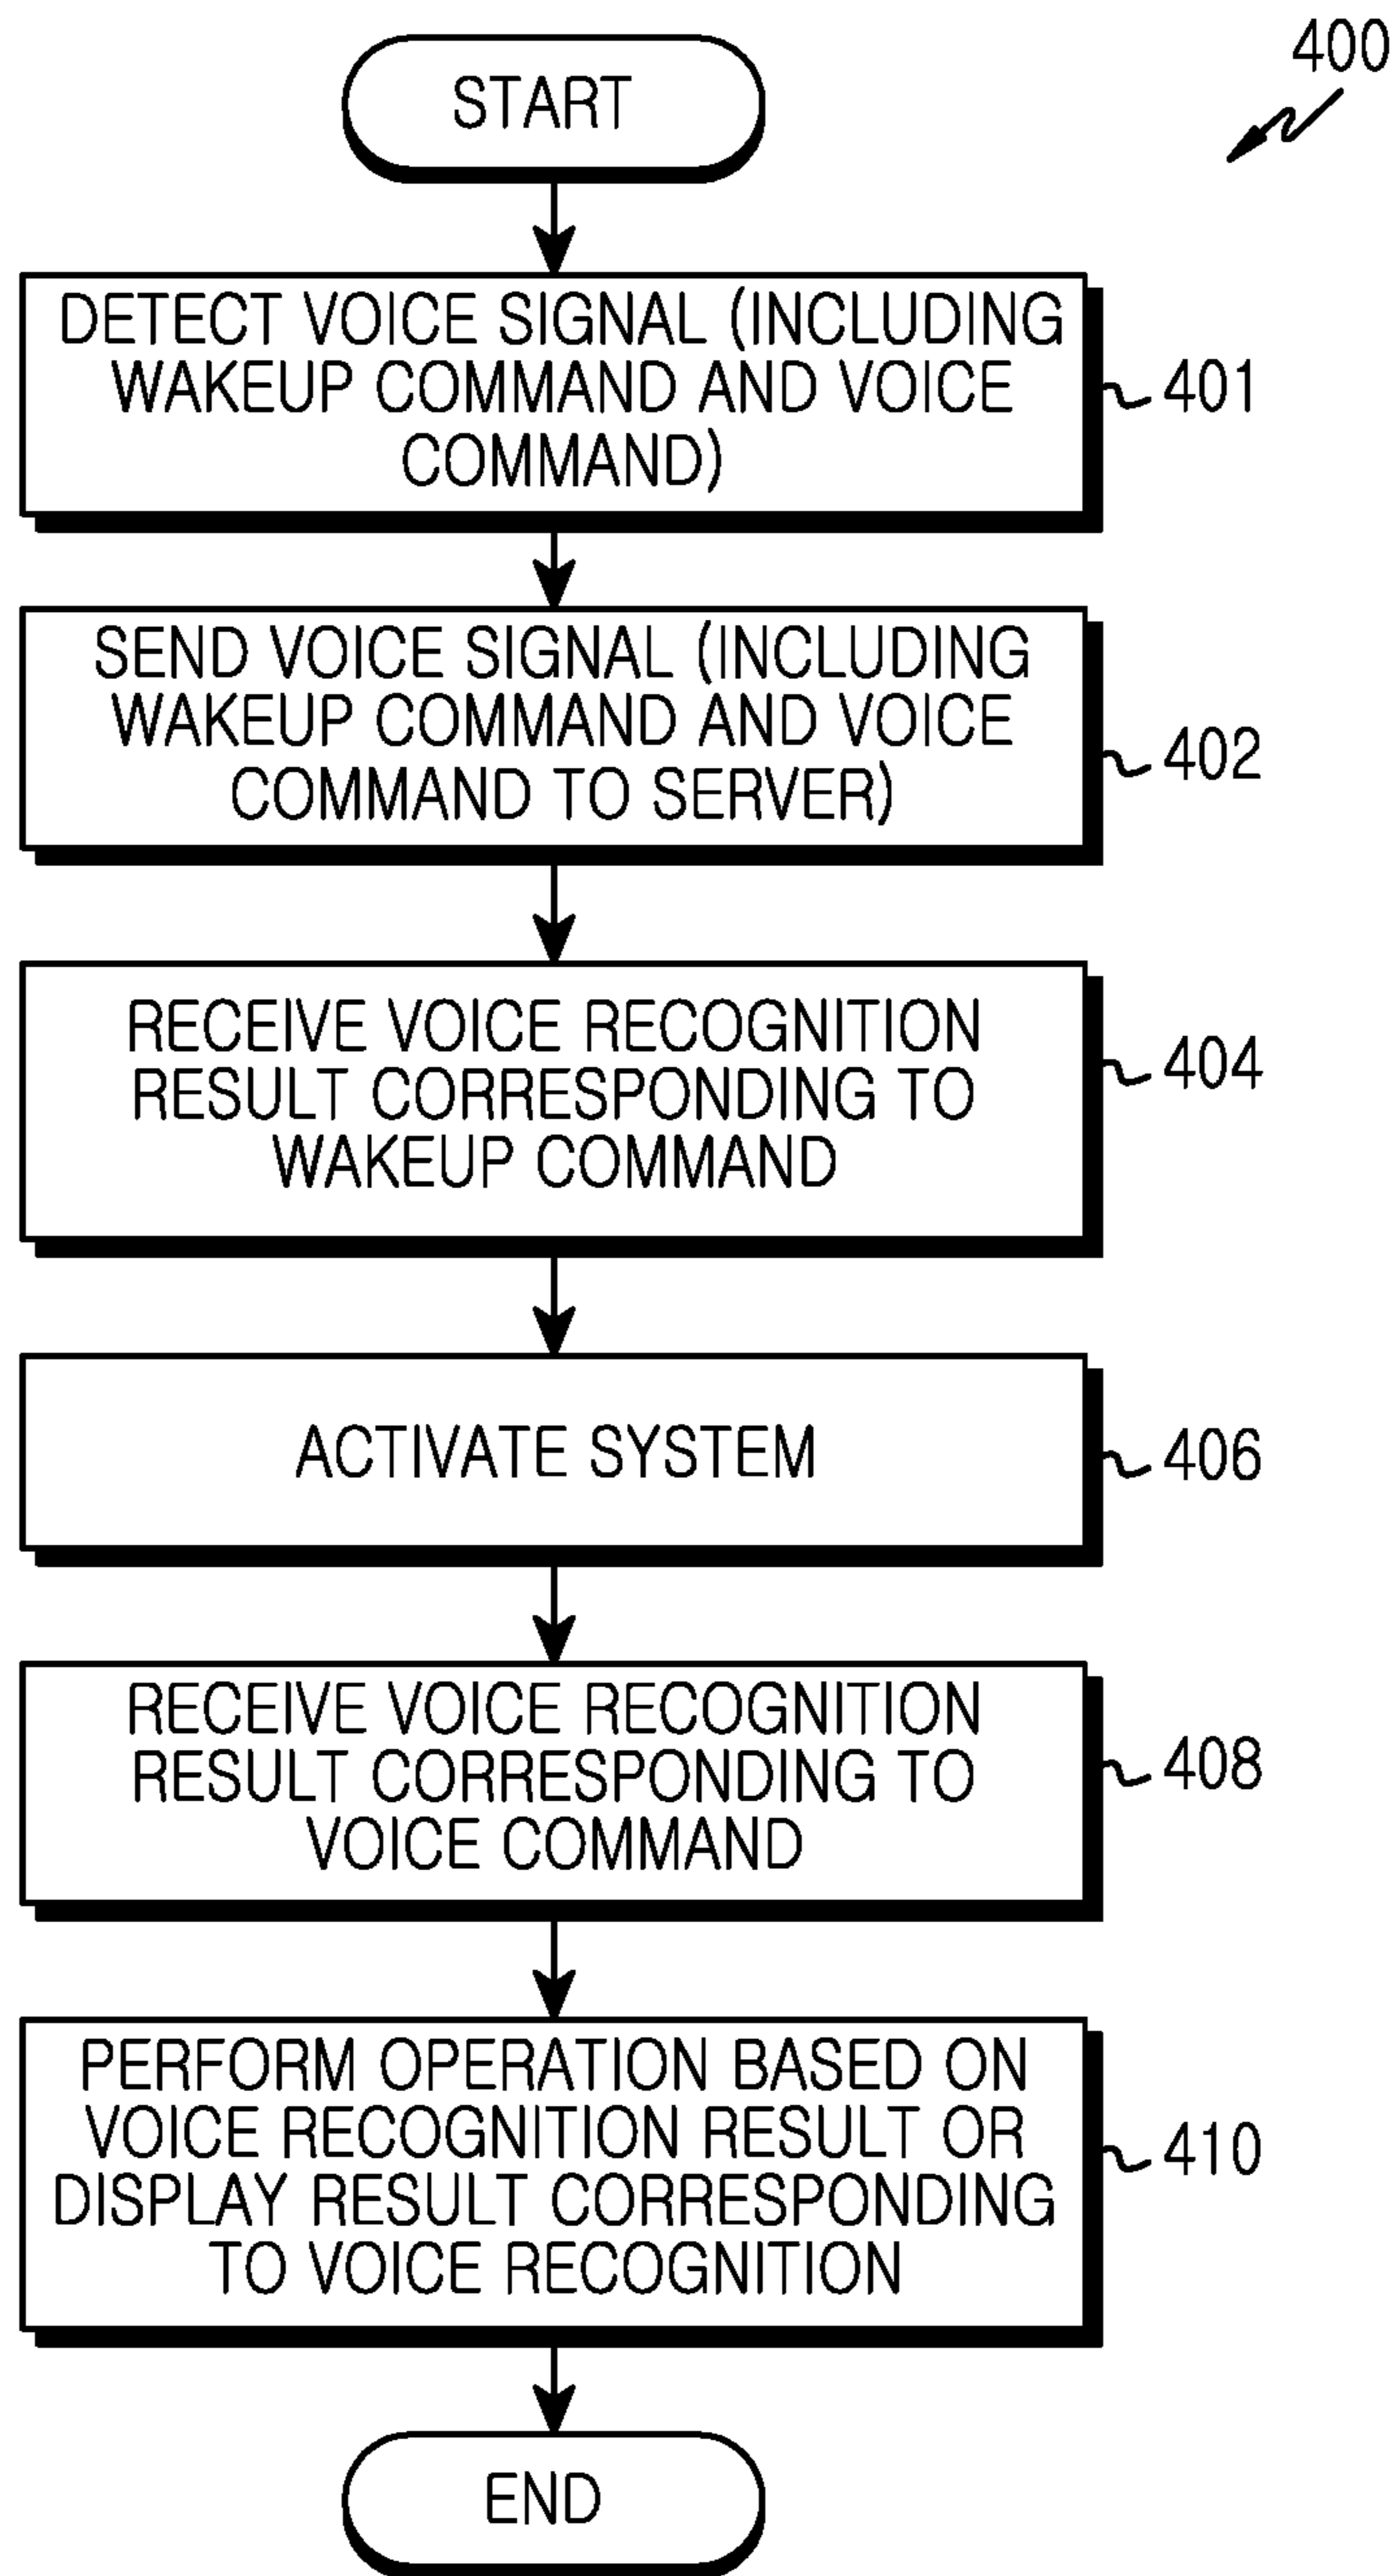 400
START
DETECT VOICE SIGNAL (INCLUDING
WAKEUP COMMAND AND VOICE
COMMAND)
401
SEND VOICE SIGNAL (INCLUDING
WAKEUP COMMAND AND VOICE
COMMAND TO SERVER)
402
RECEIVE VOICE RECOGNITION
RESULT CORRESPONDING TO
WAKEUP COMMAND
404
ACTIVATE SYSTEM
406
RECEIVE VOICE RECOGNITION
RESULT CORRESPONDING TO
VOICE COMMAND
408
PERFORM OPERATION BASED ON
VOICE RECOGNITION RESULT OR
DISPLAY RESULT CORRESPONDING
TO VOICE RECOGNITION
410
END